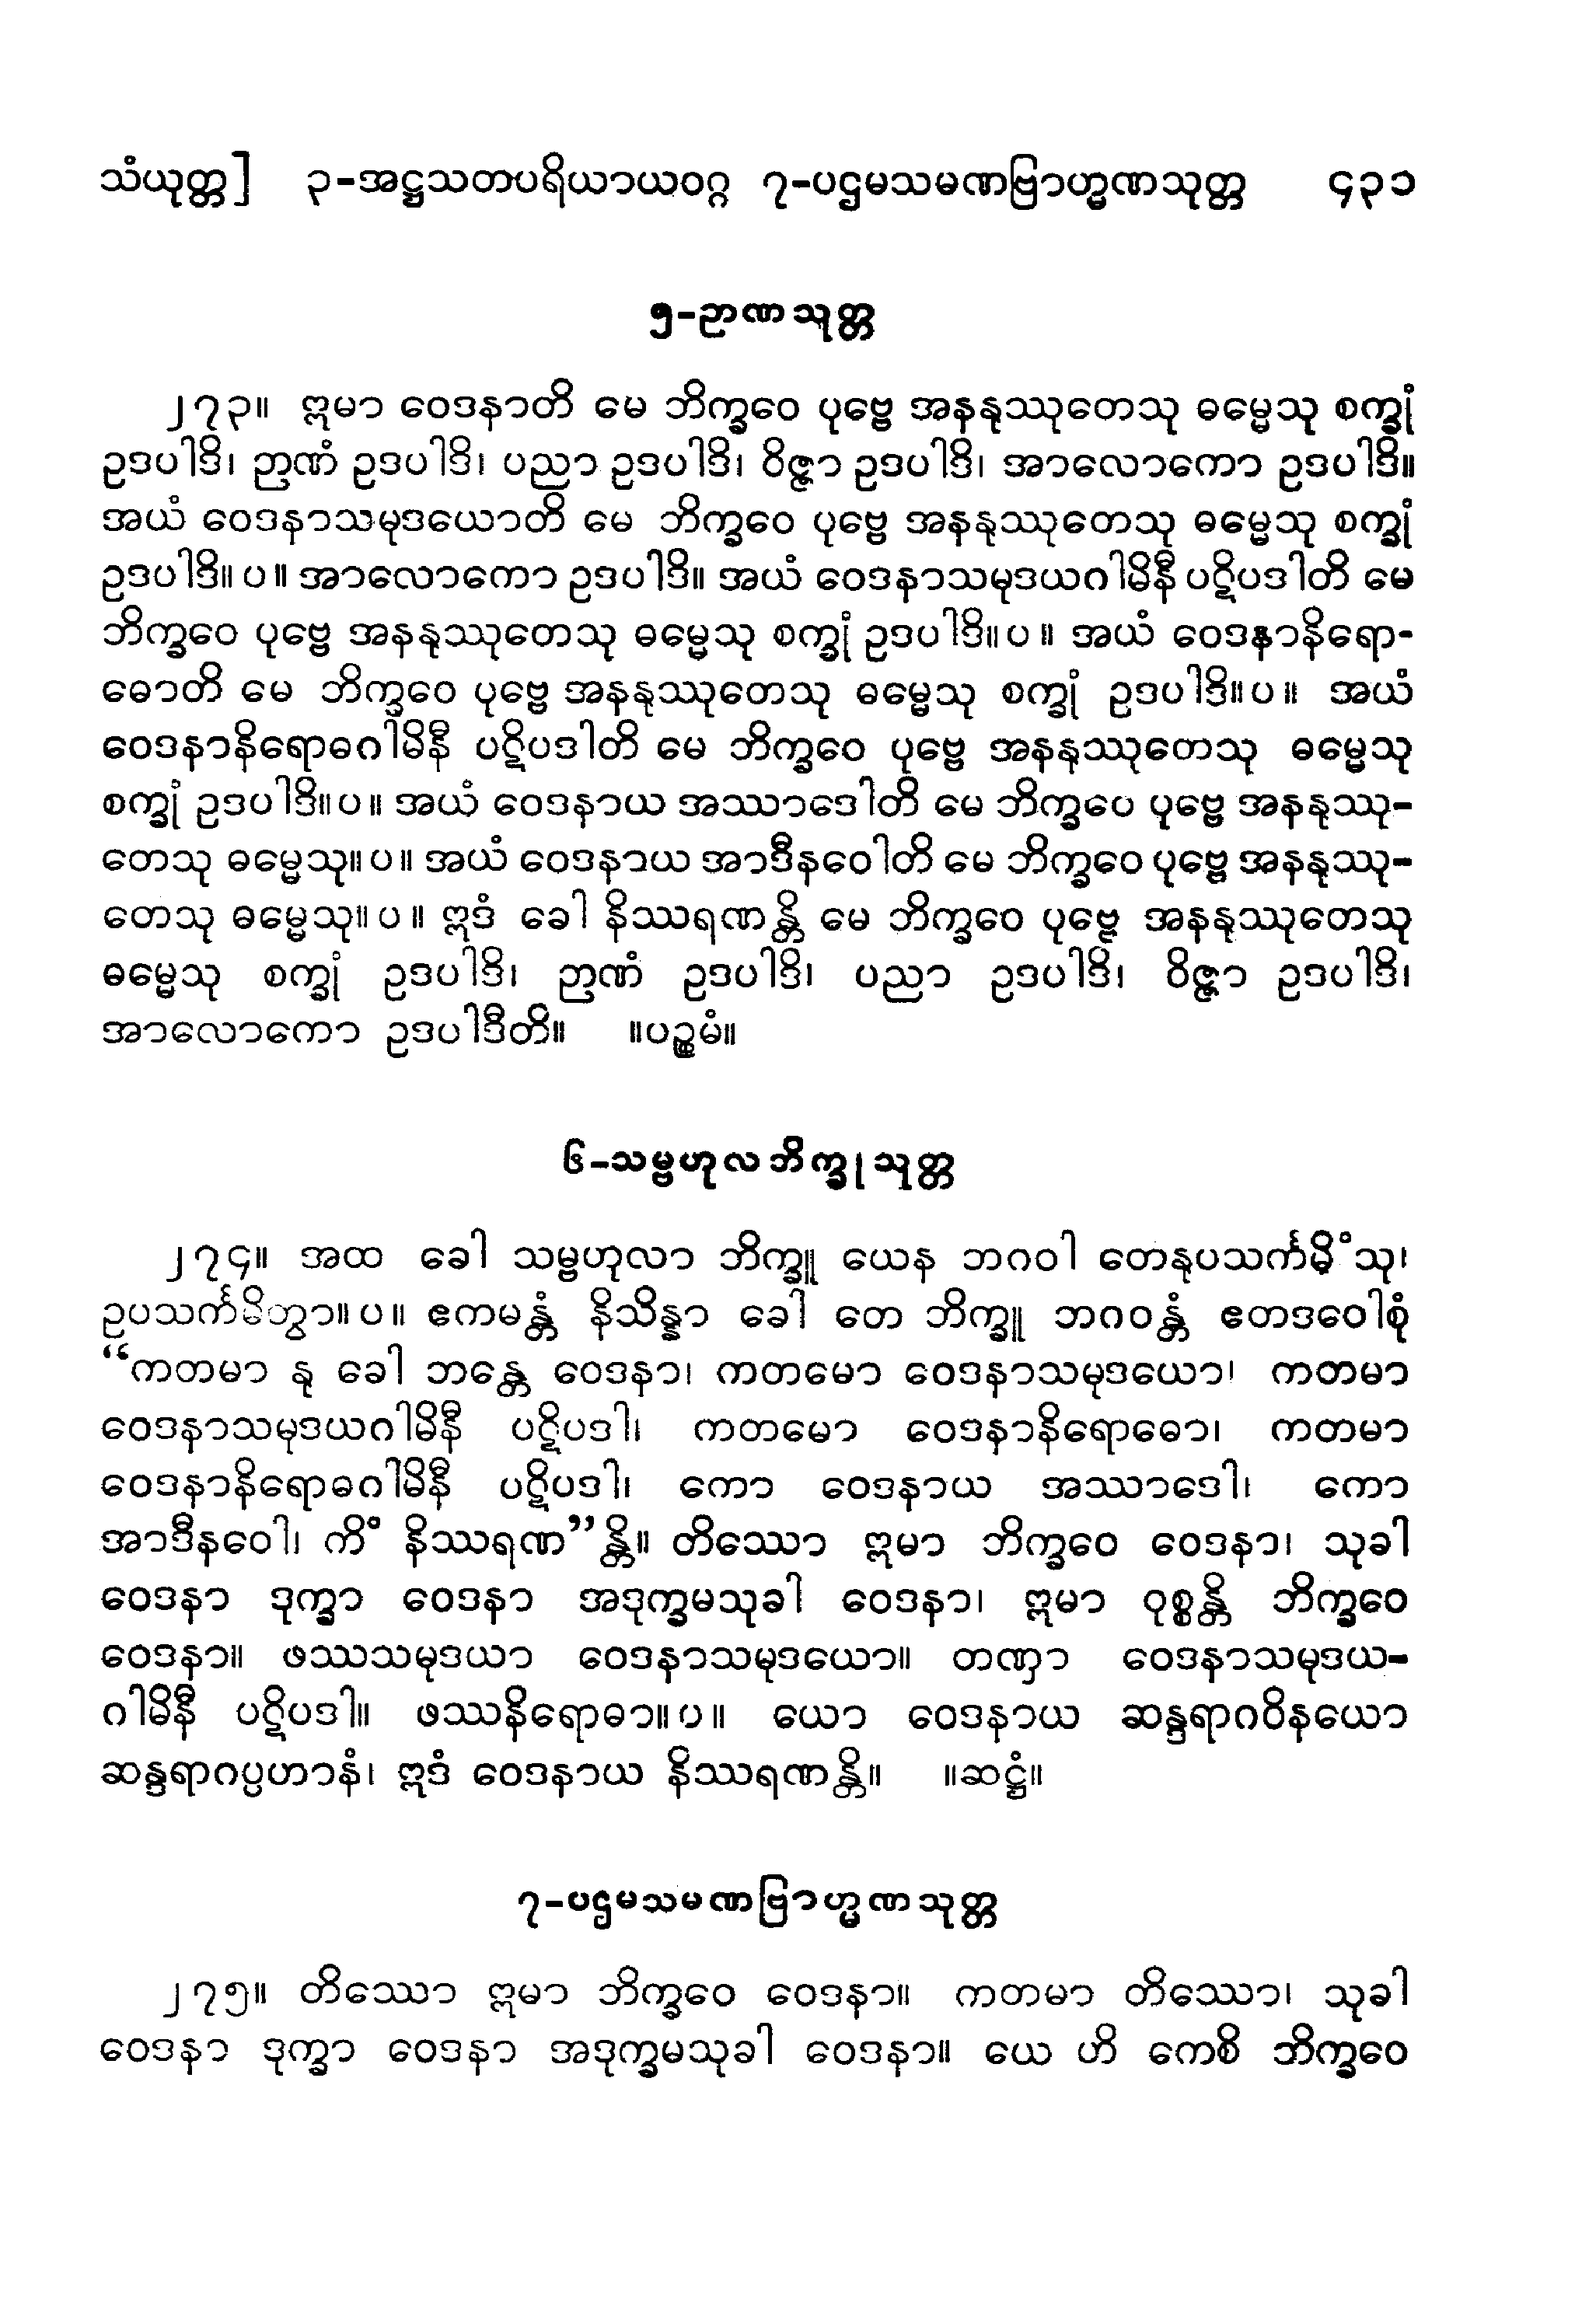 သံယုတ္တ] ၃-အဋ္ဌသတပရိယာယဝဂ္ဂ ၇-ပဌမသမဏဗြာဟ္မဏသုတ္တ ၄၃၁
၅-ဉာဏသုတ္တ
၂၇၃။ ဣမာ ဝေဒနာတိ မေ ဘိက္ခဝေ ပုဗ္ဗေ အနနုဿုတေသု ဓမ္မေသု စက္ခုံ
ဥဒပါဒိ၊ ဉာဏံ ဥဒပါဒိ၊ ပညာ ဥဒပါဒိ၊ ဝိဇ္ဇာ ဥဒပါဒိ၊ အာလောကော ဥဒပါဒိ။
အယံ ဝေဒနာသမုဒယောတိ မေ ဘိက္ခဝေ ပုဗ္ဗေ အနနုဿုတေသု ဓမ္မေသု စက္ခုံ
ဥဒပါဒိ။ ပ။ အာလောကော ဥဒပါဒိ။ အယံ ဝေဒနာသမုဒယဂါမိနီ ပဋိပဒါတိ မေ
ဘိက္ခဝေ ပုဗ္ဗေ အနနုဿုတေသု ဓမ္မေသု စက္ခုံ ဥဒပါဒိ။ ပ။ အယံ ဝေဒနာနိရော-
ဓောတိ မေ ဘိက္ခဝေ ပုဗ္ဗေ အနနုဿုတေသု ဓမ္မေသု စက္ခုံ ဥဒပါဒိ။ ပ။ အယံ
ဝေဒနာနိရောဓဂါမိနီ ပဋိပဒါတိ မေ ဘိက္ခဝေ ပုဗ္ဗေ အနနုဿုတေသု ဓမ္မေသု
စက္ခုံ ဥဒပါဒိ။ ပ။ အယံ ဝေဒနာယ အဿာဒေါတိ မေ ဘိက္ခပေ ပုဗ္ဗေ အနနုဿု-
တေသု ဓမ္မေသု။ ပ။ အယံ ဝေဒနာယ အာဒီနဝေါတိ မေ ဘိက္ခဝေ ပုဗ္ဗေ အနနုဿု-
တေသု ဓမ္မေသု။ ပ။ ဣဒံ ခေါ နိဿရဏန္တိ မေ ဘိက္ခဝေ ပုဗ္ဗေ အနနုဿုတေသု
ဓမ္မေသု စက္ခုံ ဥဒပါဒိ၊ ဉာဏံ ဥဒပါဒိ၊ ပညာ ဥဒပါဒိ၊ ဝိဇ္ဇာ ဥဒပါဒိ၊
အာလောကော ဥဒပါဒီတိ။ ။ပဉ္စမံ။
၆-သမ္ဗဟုလဘိက္ခုသုတ္တ
၂၇၄။ အထ ခေါ သမ္ဗဟုလာ ဘိက္ခူ ယေန ဘဂဝါ တေနုပသင်္ကမိံသု၊
ဥပသင်္ကမိတွာ။ ပ။ ဧကမန္တံ နိသိန္နာ ခေါ တေ ဘိက္ခူ ဘဂဝန္တံ ဧတဒဝေါစုံ
“ကတမာ နု ခေါ ဘန္တေ ဝေဒနာ၊ ကတမော ဝေဒနာသမုဒယော၊ ကတမာ
ဝေဒနာသမုဒယဂါမိနီ ပဋိပဒါ၊ ကတမော ဝေဒနာနိရောဓော၊ ကတမာ
ဝေဒနာနိရောဓဂါမိနီ ပဋိပဒါ၊ ကော ဝေဒနာယ အဿာဒေါ၊ ကော
အာဒီနဝေါ၊ ကိံ နိဿရဏ”န္တိ။ တိဿော ဣမာ ဘိက္ခဝေ ဝေဒနာ၊ သုခါ
ဝေဒနာ ဒုက္ခာ ဝေဒနာ အဒုက္ခမသုခါ ဝေဒနာ၊ ဣမာ ဝုစ္စန္တိ ဘိက္ခဝေ
ဝေဒနာ။ ဖဿသမုဒယာ ဝေဒနာသမုဒယော။ တဏှာ ဝေဒနာသမုဒယ-
ဂါမိနီ ပဋိပဒါ။ ဖဿနိရောဓာ။ ပ။ ယော ဝေဒနာယ ဆန္ဒရာဂဝိနယော
ဆန္ဒရာဂပ္ပဟာနံ၊ ဣဒံ ဝေဒနာယ နိဿရဏန္တိ။ ။ဆဋ္ဌံ။
၇-ပဌမသမဏဗြာဟ္မဏသုတ္တ
၂၇၅။ တိဿော ဣမာ ဘိက္ခဝေ ဝေဒနာ။ ကတမာ တိဿော၊ သုခါ
ဝေဒနာ ဒုက္ခာ ဝေဒနာ အဒုက္ခမသုခါ ဝေဒနာ။ ယေ ဟိ ကေစိ ဘိက္ခဝေ